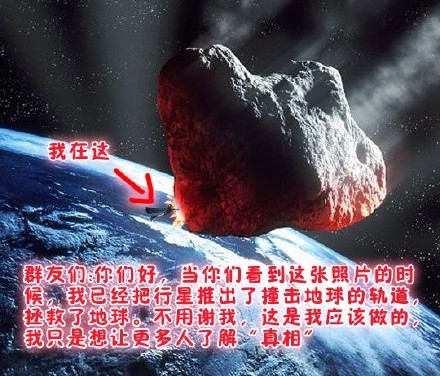 我在这
群友们:你们好，当你们看到这张照片的时
候，我已经把行星推出了撞击地球的轨道，
拯救了地球。不用谢我，这是我应该做的，
我只是想让更多人了解“真相”